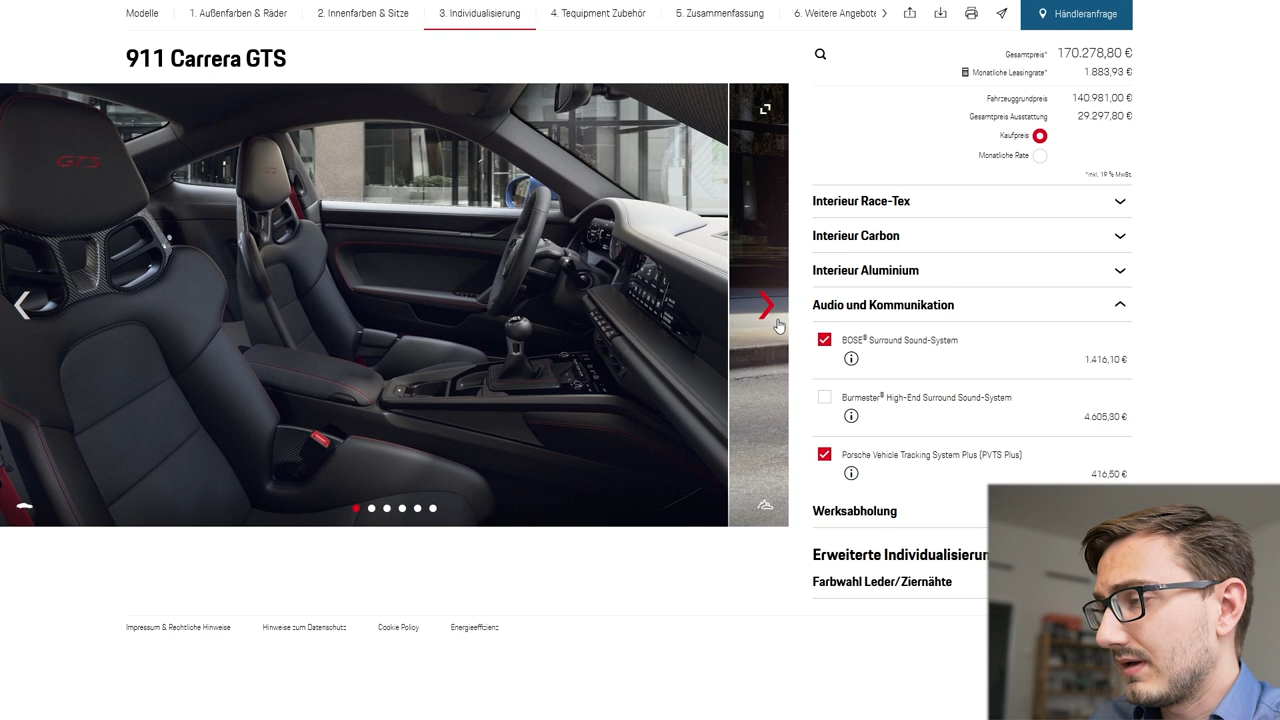 Modelle
1. Außenfarben & Räder
2. Innenfarben & Sitze
3. Individualisierung
4. Tequipment Zubehör
5. Zusammenfassung
6. Weitere Angebote
Händleranfrage
911 Carrera GTS
Gesamtpreis* 170.278,80 €
Monatliche Leasingrate* 1.883,93 €
Fahrzeuggrundpreis 140.981,00 €
Gesamtpreis Ausstattung 29.297,80 €
Kaufpreis
Monatliche Rate
*inkl. 19 % MwSt.
GTS
Interieur Race-Tex
Interieur Carbon
Interieur Aluminium
Audio und Kommunikation
BOSE® Surround Sound-System
1.416,10 €
Burmester® High-End Surround Sound-System
4.605,30 €
Porsche Vehicle Tracking System Plus (PVTS Plus)
416,50 €
Werksabholung
Erweiterte Individualisierun
Farbwahl Leder/Ziernähte
Impressum & Rechtliche Hinweise
Hinweise zum Datenschutz
Cookie Policy
Energieeffizienz